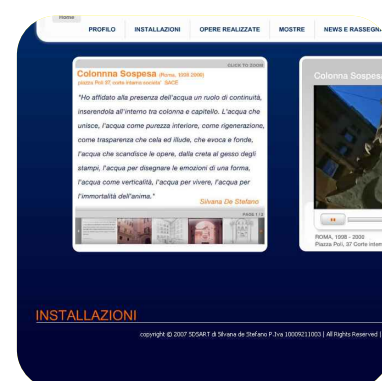 Home
PROFILO INSTALLAZIONI OPERE REALIZZATE MOSTRE NEWS E RASSEGN
CLICK TO ZOOM
Colonnna Sospesa (Roma, 1998 2009)
piazza Poli 37 corte interna società' SACE
"Ho affidato alla presenza dell'acqua un ruolo di continuità,
inserendola all'interno tra colonna e capitello. L'acqua che
unisce, l'acqua come purezza interiore, come rigenerazione,
come trasparenza che cela ed illude, che evoca e fonde,
l'acqua che scandisce le opere, dalla creta al gesso degli
stampi, l'acqua per disegnare le emozioni di una forma,
l'acqua come verticalità, l'acqua per vivere, l'acqua per
l'immortalità dell'anima."
Silvana De Stefano
PAGE 1 / 2
Colonna Sospes
ROMA, 1998 - 2009
Piazza Poli, 37 Corte intern
INSTALLAZIONI
copyright © 2007 SDSART di Silvana de Stefano P.Iva 10009211003 | All Rights Reserved |